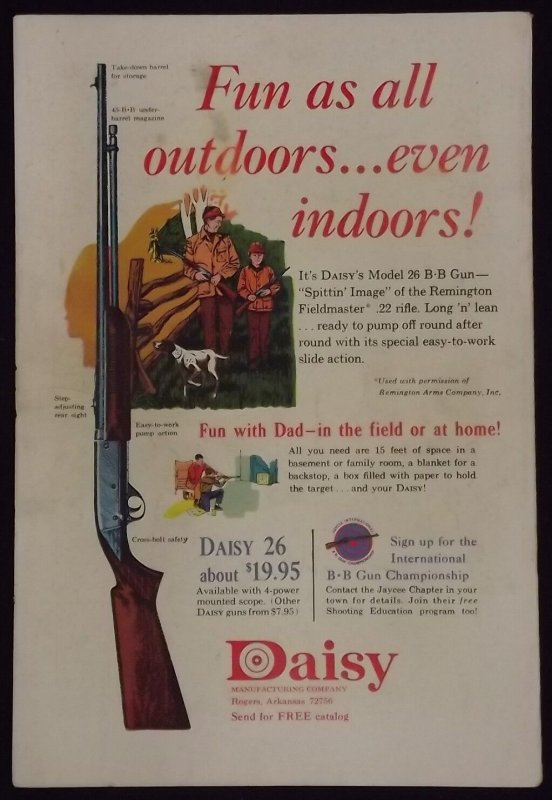 Take-down barrel
for storage
45-B•B under-
barrel magazine
Fun as all
outdoors...even
indoors!
It's DAISY'S Model 26 B•B Gun—
"Spittin' Image" of the Remington
Fieldmaster* .22 rifle. Long 'n' lean
. . . ready to pump off round after
round with its special easy-to-work
slide action.
*Used with permission of
Remington Arms Company, Inc.
Step-
adjusting
rear sight
Easy-to-work
pump action
Fun with Dad—in the field or at home!
All you need are 15 feet of space in a
basement or family room, a blanket for a
backstop, a box filled with paper to hold
the target . . . and your DAISY!
Cross-bolt safety
DAISY 26
about $19.95
Available with 4-power
mounted scope. (Other
DAISY guns from $7.95)
Sign up for the
International
B•B Gun Championship
Contact the Jaycee Chapter in your
town for details. Join their free
Shooting Education program too!
Daisy
MANUFACTURING COMPANY
Rogers, Arkansas 72756
Send for FREE catalog